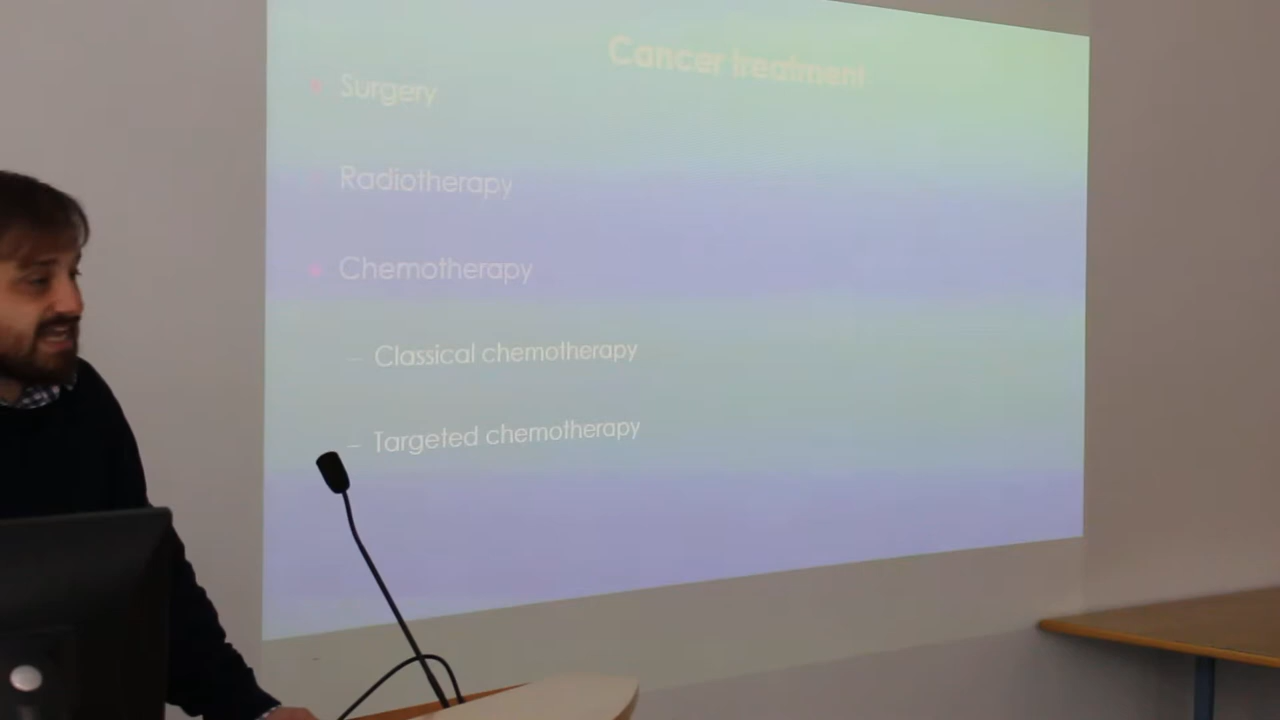 Cancer treatment
Surgery
Radiotherapy
Chemotherapy
– Classical chemotherapy
– Targeted chemotherapy